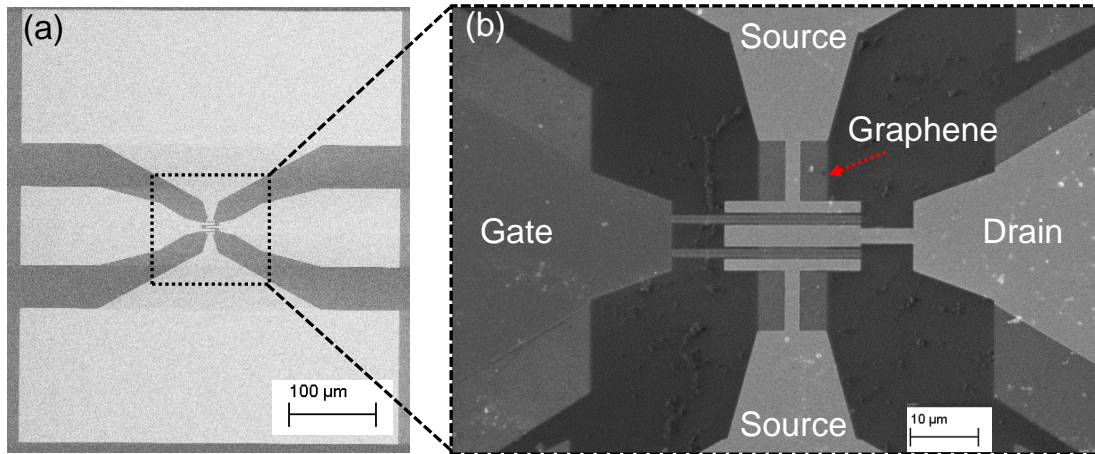 (a)
100 µm
(b)
Source
Graphene
Gate
Drain
Source
10 µm